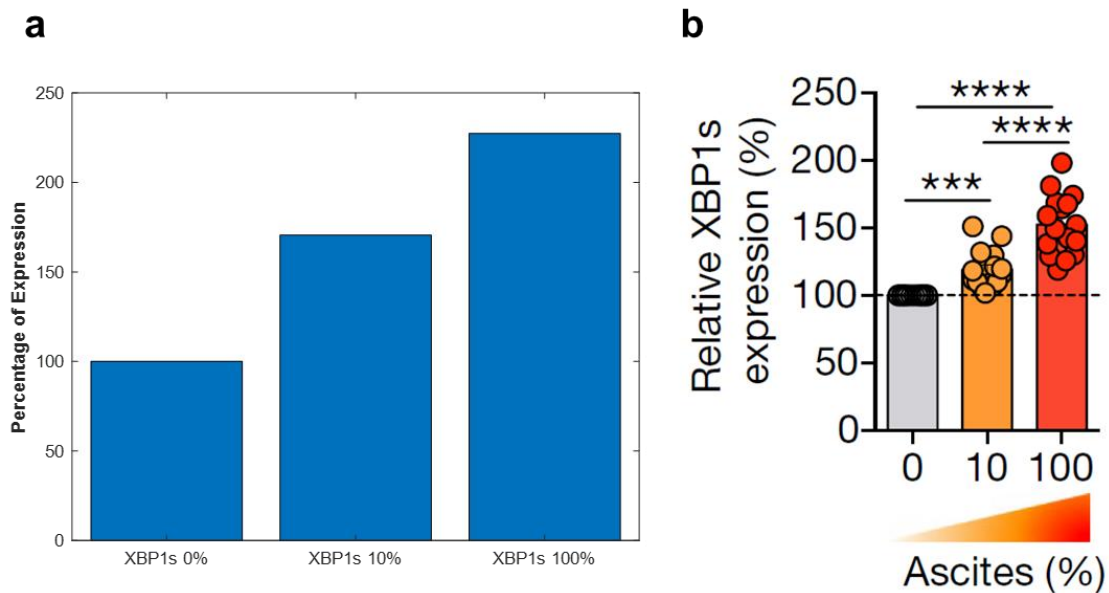 a
250
200
150
100
50
0
Percentage of Expression
XBP1s 0%
XBP1s 10%
XBP1s 100%
b
250
200
150
100
50
0
Relative XBP1s
expression (%)
****
****
***
0 10 100
Ascites (%)